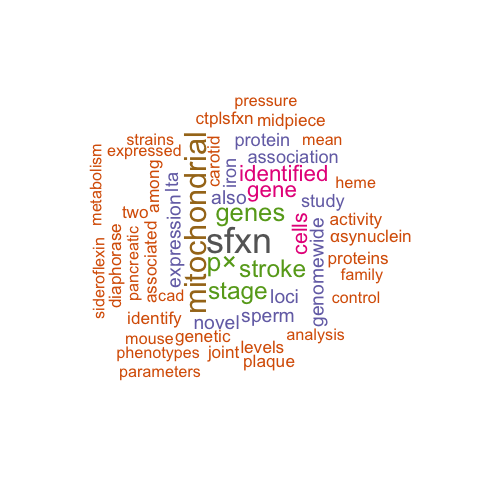 pressure
ctplsfxn midpiece
strains protein mean
expressed association
metabolism among mitochondrial carotid iron identified heme
lta also gene
two genes cells study
sideroflexin diaphorase pancreatic associated expression sfxn genomewide activity
αsynuclein
p× stroke proteins
family
acad stage loci control
identify novel sperm
mouse genetic analysis
phenotypes joint levels
parameters plaque